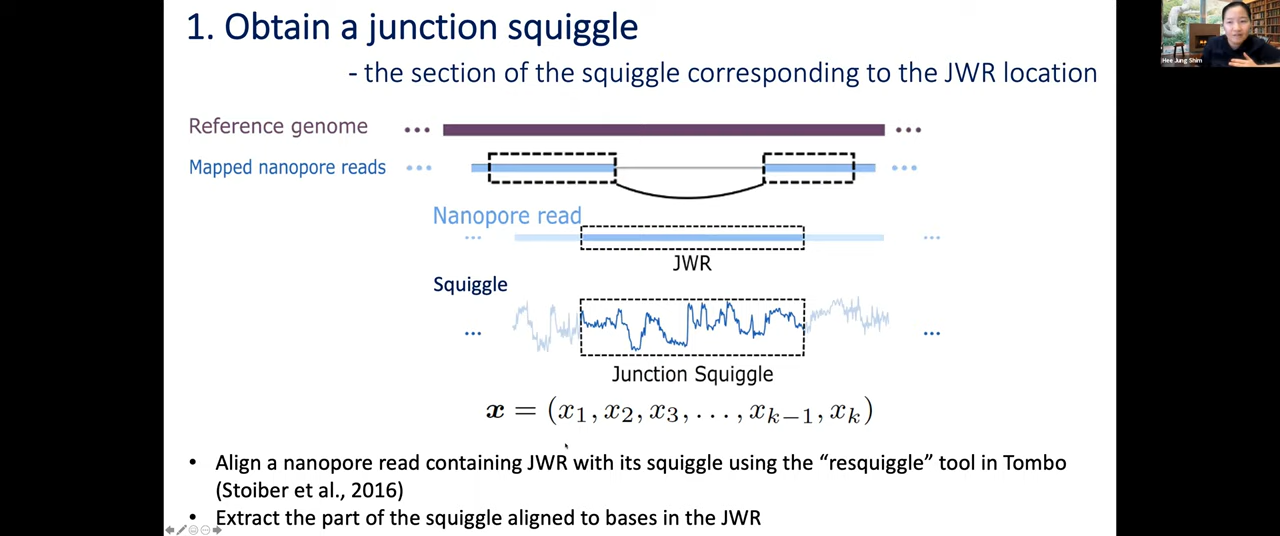 1. Obtain a junction squiggle
- the section of the squiggle corresponding to the JWR location
Reference genome
... ...
Mapped nanopore reads
... ...
Nanopore read
... ...
JWR
Squiggle
... ...
Junction Squiggle
x = (x₁, x₂, x₃, . . . , xₖ₋₁, xₖ)
• Align a nanopore read containing JWR with its squiggle using the “resquiggle” tool in Tombo
(Stoiber et al., 2016)
• Extract the part of the squiggle aligned to bases in the JWR
Hee Jung Shim